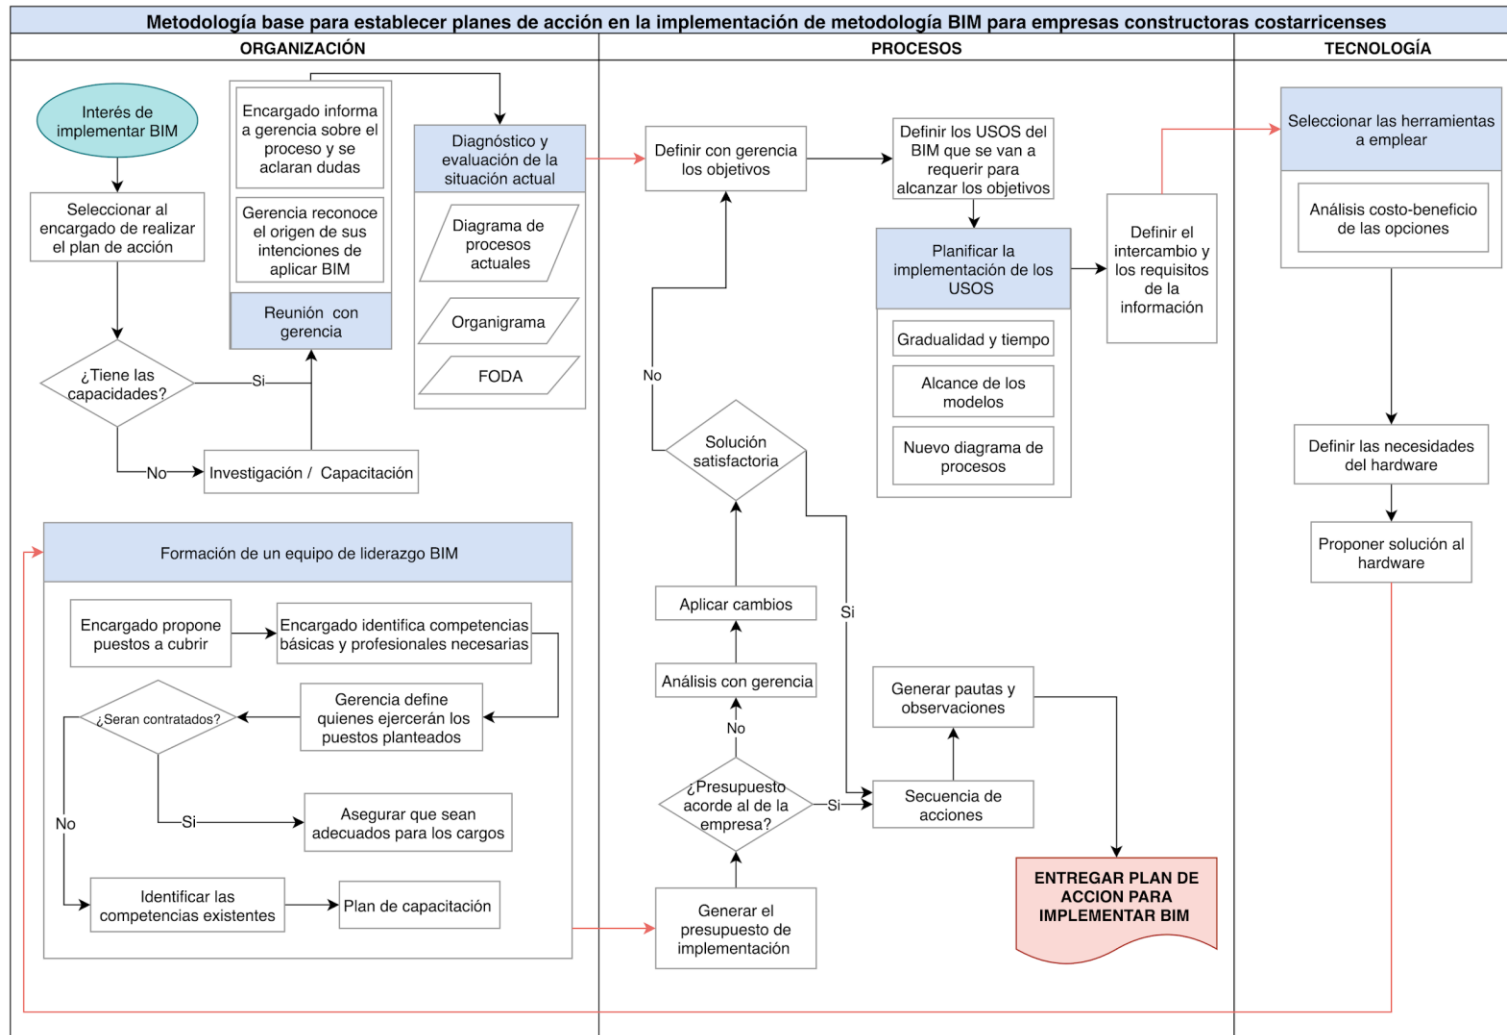 Metodología base para establecer planes de acción en la implementación de metodología BIM para empresas constructoras costarricenses
ORGANIZACIÓN
PROCESOS
TECNOLOGÍA
Interés de
implementar BIM
Seleccionar al
encargado de realizar
el plan de acción
¿Tiene las
capacidades?
Si
No
Investigación / Capacitación
Encargado informa
a gerencia sobre el
proceso y se
aclaran dudas
Gerencia reconoce
el origen de sus
intenciones de
aplicar BIM
Reunión con
gerencia
Diagnóstico y
evaluación de la
situación actual
Diagrama de
procesos
actuales
Organigrama
FODA
Definir con gerencia
los objetivos
Definir los USOS del
BIM que se van a
requerir para
alcanzar los objetivos
Planificar la
implementación de los
USOS
Gradualidad y tiempo
Alcance de los
modelos
Nuevo diagrama de
procesos
Definir el
intercambio y
los requisitos
de la
información
Seleccionar las herramientas
a emplear
Análisis costo-beneficio
de las opciones
Definir las necesidades
del hardware
Proponer solución al
hardware
Formación de un equipo de liderazgo BIM
Encargado propone
puestos a cubrir
Encargado identifica competencias
básicas y profesionales necesarias
Gerencia define
quienes ejercerán los
puestos planteados
¿Seran contratados?
No
Si
Asegurar que sean
adecuados para los cargos
Identificar las
competencias existentes
Plan de capacitación
Generar el
presupuesto de
implementación
¿Presupuesto
acorde al de la
empresa?
No
Si
Análisis con gerencia
Aplicar cambios
Solución
satisfactoria
No
Si
Secuencia de
acciones
Generar pautas y
observaciones
ENTREGAR PLAN DE
ACCION PARA
IMPLEMENTAR BIM